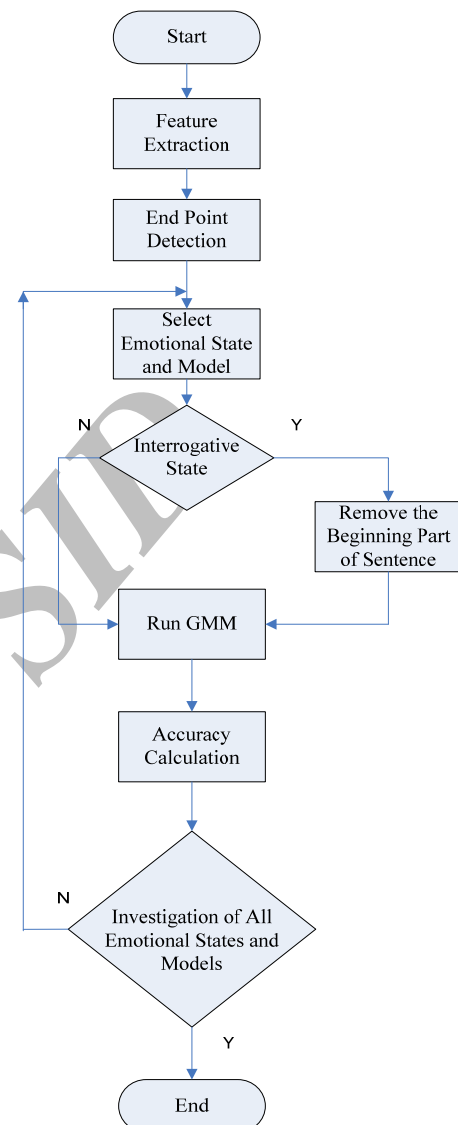 Start
Feature
Extraction
End Point
Detection
Select
Emotional State
and Model
N
Interrogative
State
Y
Remove the
Beginning Part
of Sentence
Run GMM
Accuracy
Calculation
N
Investigation of All
Emotional States and
Models
Y
End
SID